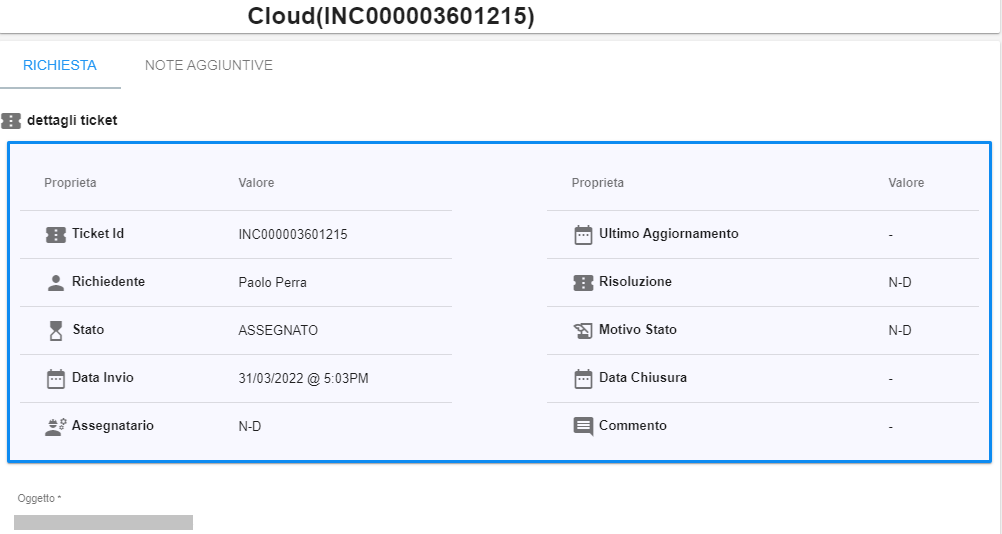 Cloud(INC000003601215)
RICHIESTA NOTE AGGIUNTIVE
dettagli ticket
Proprieta Valore Proprieta Valore
Ticket Id INC000003601215 Ultimo Aggiornamento -
Richiedente Paolo Perra Risoluzione N-D
Stato ASSEGNATO Motivo Stato N-D
Data Invio 31/03/2022 @ 5:03PM Data Chiusura -
Assegnatario N-D Commento -
Oggetto *